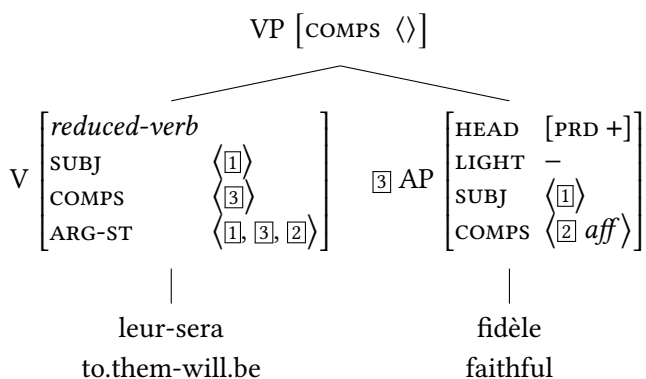 VP [COMPS ⟨⟩]
V [reduced-verb
SUBJ ⟨[1]⟩
COMPS ⟨[3]⟩
ARG-ST ⟨[1], [3], [2]⟩]
[3] AP [HEAD [PRD +]
LIGHT –
SUBJ ⟨[1]⟩
COMPS ⟨[2] aff⟩]
leur-sera
to.them-will.be
fidèle
faithful